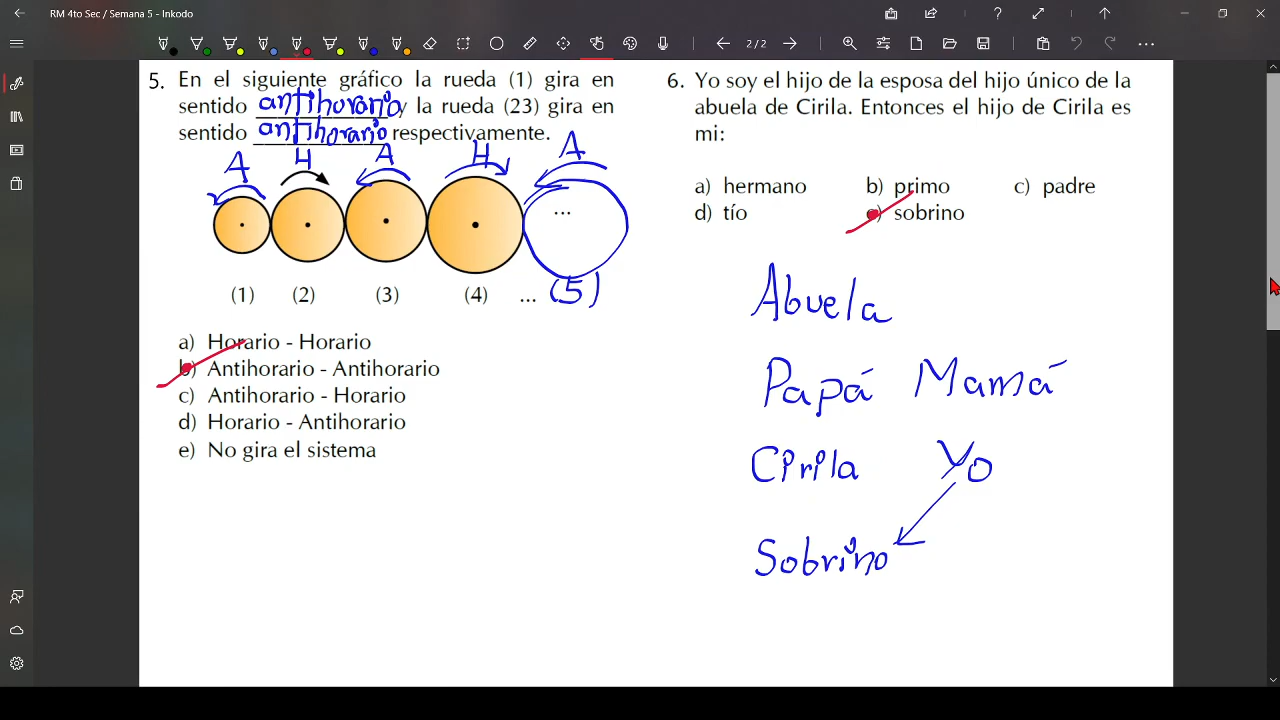 RM 4to Sec / Semana 5 - Inkodo
2/2
5. En el siguiente gráfico la rueda (1) gira en
sentido antihorario y la rueda (23) gira en
sentido antihorario respectivamente.
A H A H A
...
(1) (2) (3) (4) ... (5)
a) Horario - Horario
b) Antihorario - Antihorario
c) Antihorario - Horario
d) Horario - Antihorario
e) No gira el sistema
6. Yo soy el hijo de la esposa del hijo único de la
abuela de Cirila. Entonces el hijo de Cirila es
mi:
a) hermano b) primo c) padre
d) tío e) sobrino
Abuela
Papá Mamá
Cirila Yo
Sobrino